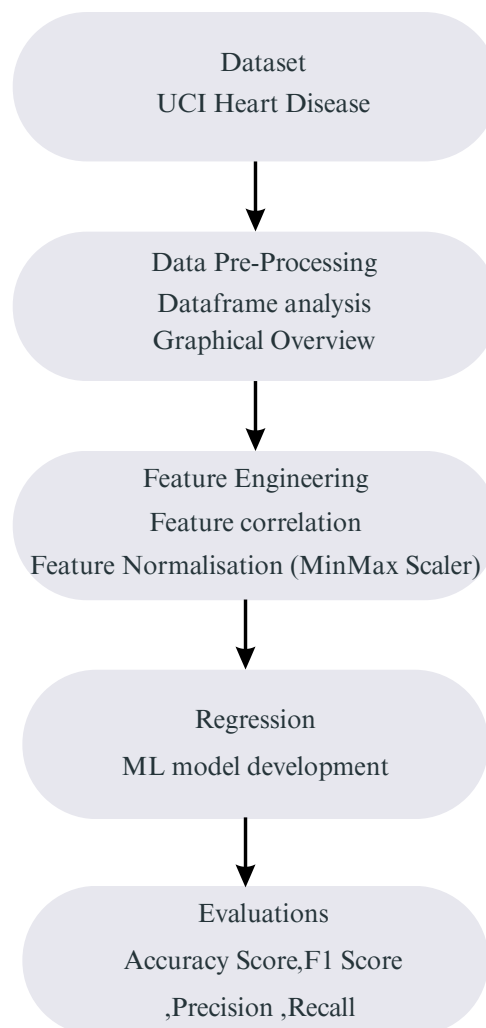 Dataset
UCI Heart Disease
Data Pre-Processing
Dataframe analysis
Graphical Overview
Feature Engineering
Feature correlation
Feature Normalisation (MinMax Scaler)
Regression
ML model development
Evaluations
Accuracy Score,F1 Score
,Precision ,Recall